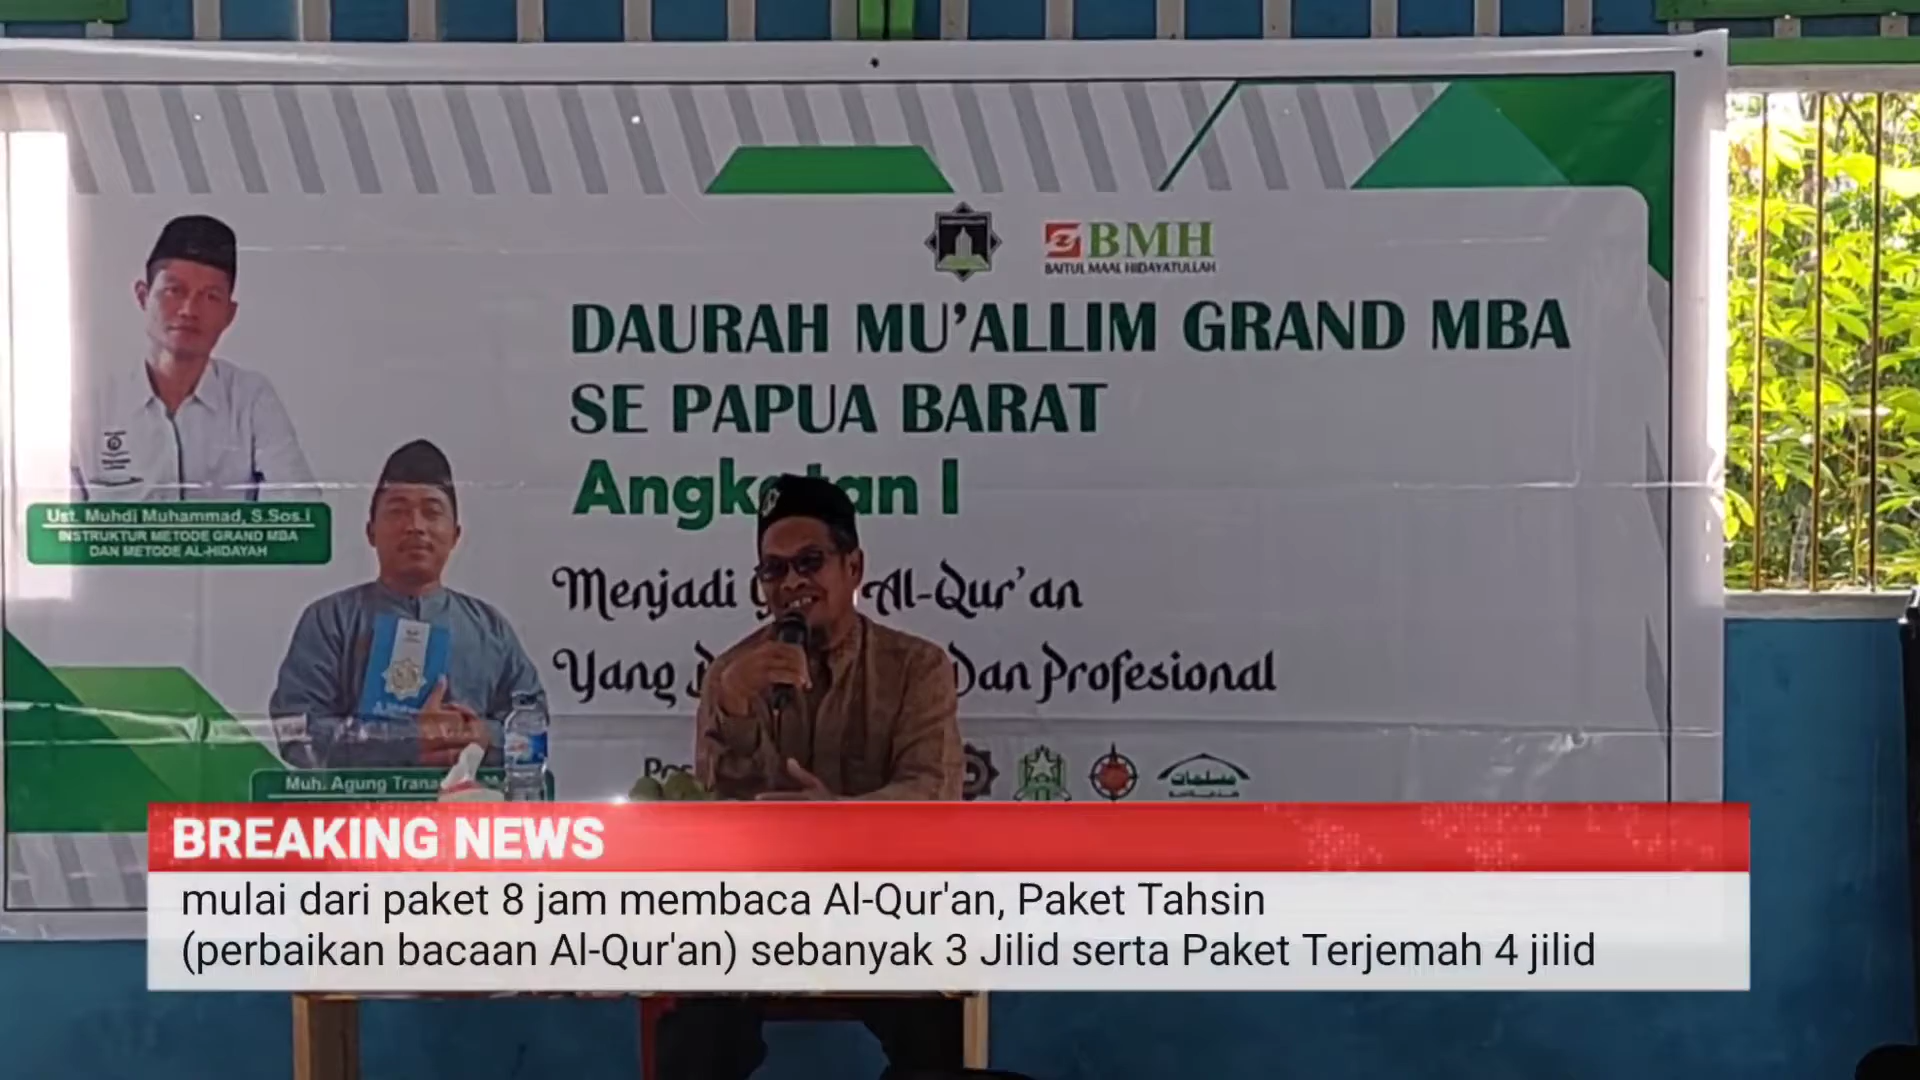 BMH
BAITUL MAAL HIDAYATULLAH
DAURAH MU'ALLIM GRAND MBA
SE PAPUA BARAT
Angkatan I
Menjadi Al-Qur'an
Yang Dan Profesional
Ust. Muhdi Muhammad, S.Sos.I
INSTRUKTUR METODE GRAND MBA
DAN METODE AL-HIDAYAH
Muh. Agung
BREAKING NEWS
mulai dari paket 8 jam membaca Al-Qur'an, Paket Tahsin
(perbaikan bacaan Al-Qur'an) sebanyak 3 Jilid serta Paket Terjemah 4 jilid